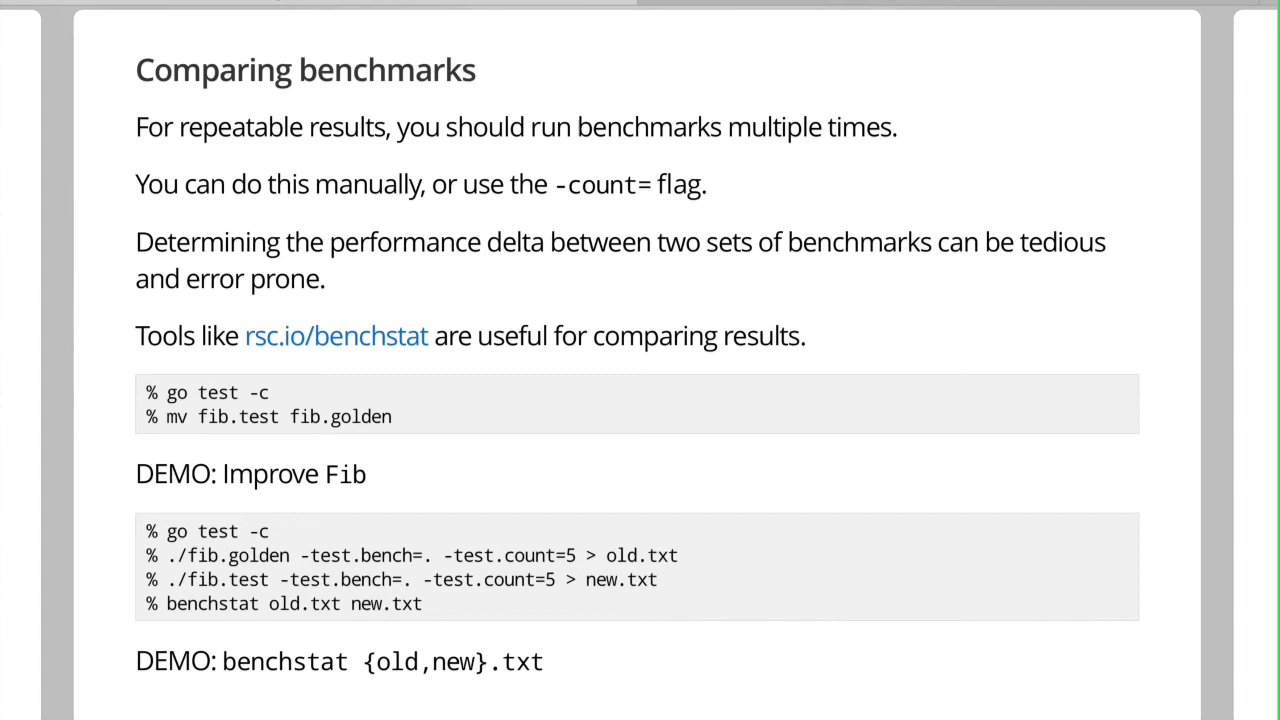 Comparing benchmarks
For repeatable results, you should run benchmarks multiple times.
You can do this manually, or use the -count= flag.
Determining the performance delta between two sets of benchmarks can be tedious
and error prone.
Tools like rsc.io/benchstat are useful for comparing results.
% go test -c
% mv fib.test fib.golden
DEMO: Improve Fib
% go test -c
% ./fib.golden -test.bench=. -test.count=5 > old.txt
% ./fib.test -test.bench=. -test.count=5 > new.txt
% benchstat old.txt new.txt
DEMO: benchstat {old,new}.txt